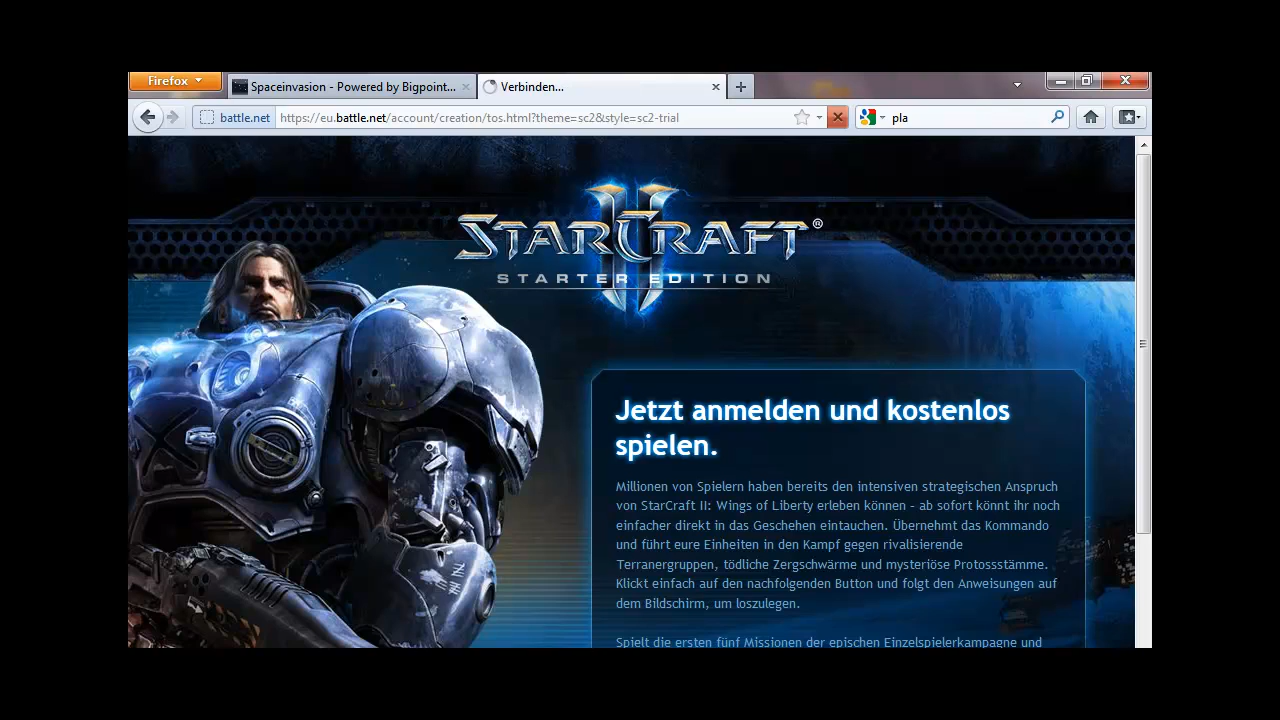 Firefox
Spaceinvasion - Powered by Bigpoint...
Verbinden...
battle.net
https://eu.battle.net/account/creation/tos.html?theme=sc2&style=sc2-trial
pla
STARCRAFT®
II
STARTER EDITION
Jetzt anmelden und kostenlos
spielen.
Millionen von Spielern haben bereits den intensiven strategischen Anspruch
von StarCraft II: Wings of Liberty erleben können – ab sofort könnt ihr noch
einfacher direkt in das Geschehen eintauchen. Übernehmt das Kommando
und führt eure Einheiten in den Kampf gegen rivalisierende
Terranergruppen, tödliche Zergschwärme und mysteriöse Protossstämme.
Klickt einfach auf den nachfolgenden Button und folgt den Anweisungen auf
dem Bildschirm, um loszulegen.
Spielt die ersten fünf Missionen der epischen Einzelspielerkampagne und